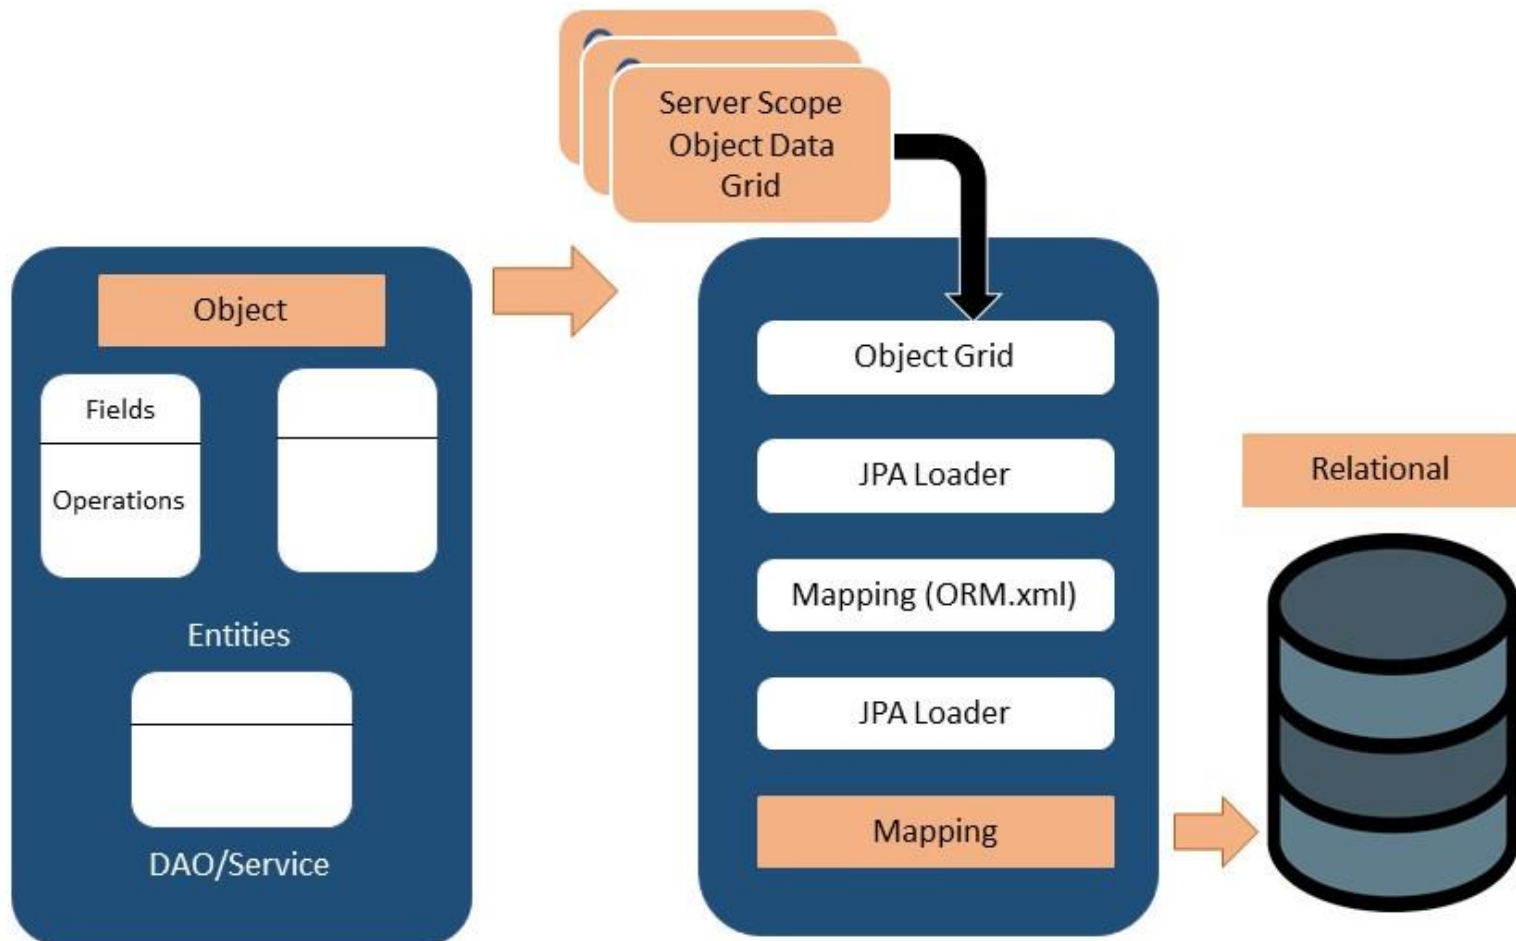 Server Scope
Object Data
Grid
Object
Fields
Operations
Entities
DAO/Service
Object Grid
JPA Loader
Mapping (ORM.xml)
JPA Loader
Mapping
Relational